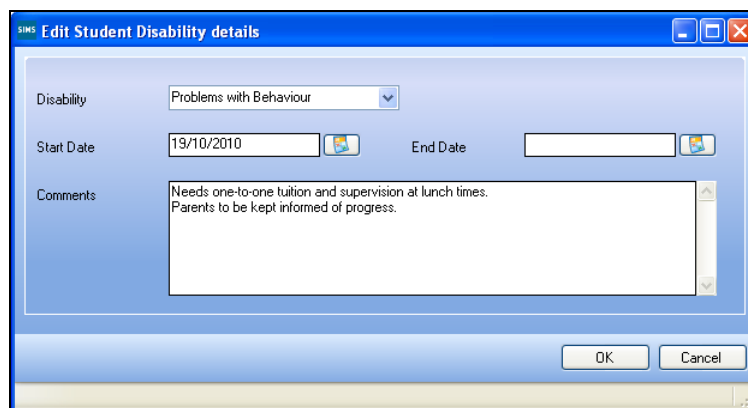 SIMS Edit Student Disability details
Disability Problems with Behaviour
Start Date 19/10/2010 End Date
Comments Needs one-to-one tuition and supervision at lunch times.
Parents to be kept informed of progress.
OK Cancel